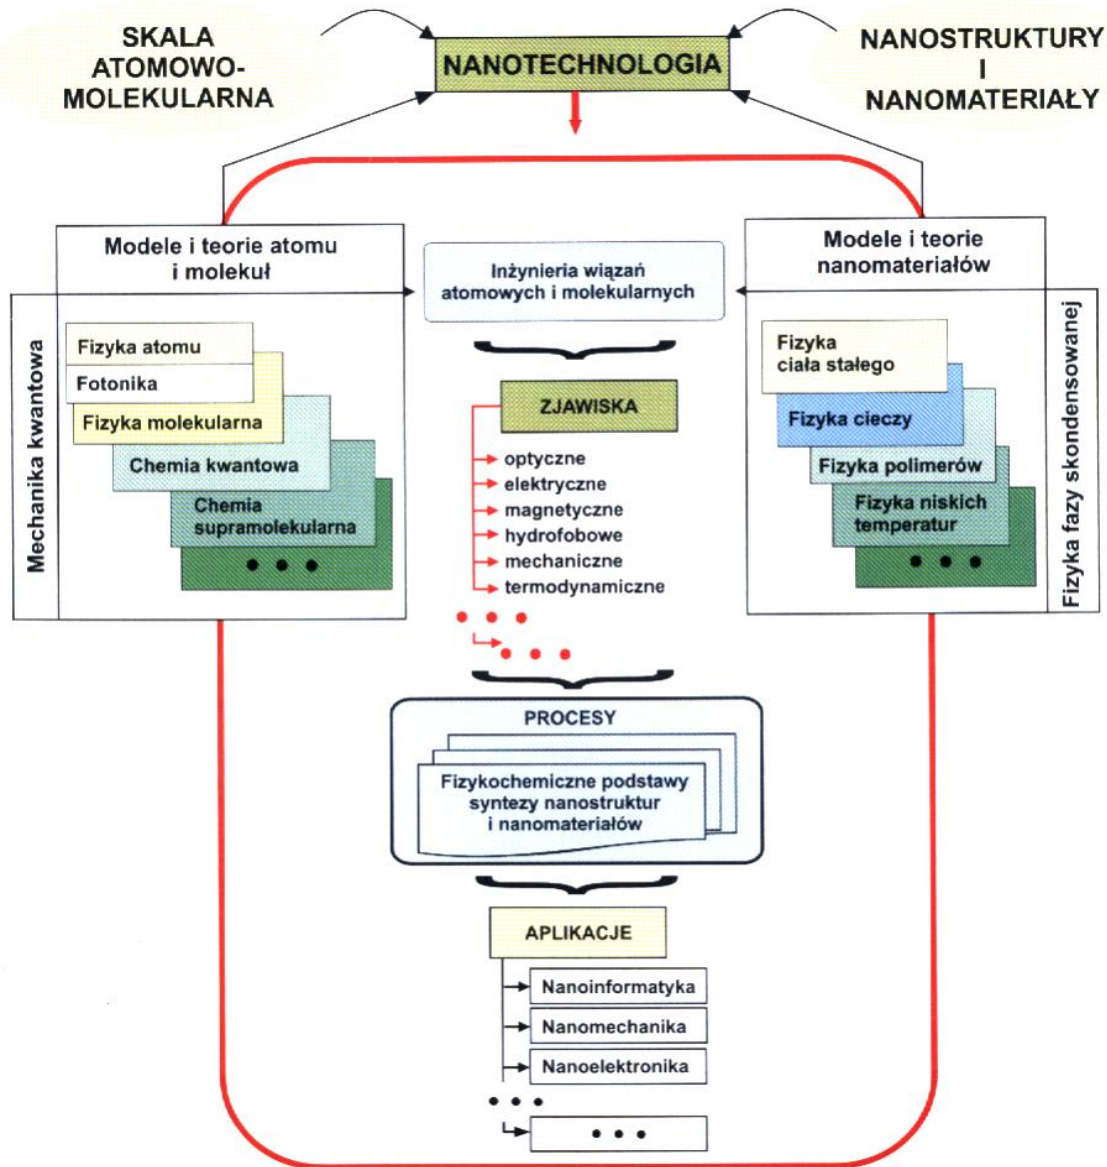 SKALA
ATOMOWO-
MOLEKULARNA
NANOTECHNOLOGIA
NANOSTRUKTURY
I
NANOMATERIAŁY
Modele i teorie atomu
i molekuł
Mechanika kwantowa
Fizyka atomu
Fotonika
Fizyka molekularna
Chemia kwantowa
Chemia
supramolekularna
Inżynieria wiązań
atomowych i molekularnych
ZJAWISKA
optyczne
elektryczne
magnetyczne
hydrofobowe
mechaniczne
termodynamiczne
Modele i teorie
nanomateriałów
Fizyka fazy skondensowanej
Fizyka
ciała stałego
Fizyka cieczy
Fizyka polimerów
Fizyka niskich
temperatur
PROCESY
Fizykochemiczne podstawy
syntezy nanostruktur
i nanomateriałów
APLIKACJE
Nanoinformatyka
Nanomechanika
Nanoelektronika